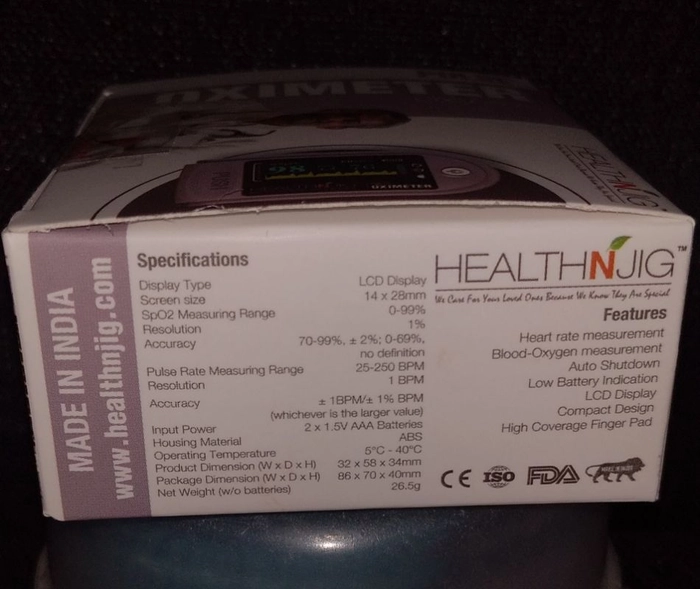 OXIMETER
98
OXIMETER
HEALTHNJIG
MADE IN INDIA
www.healthnjig.com
Specifications
Display Type LCD Display
Screen size 14 x 28mm
SpO2 Measuring Range 0-99%
Resolution 1%
Accuracy 70-99%, ± 2%; 0-69%,
no definition
Pulse Rate Measuring Range 25-250 BPM
Resolution 1 BPM
Accuracy ± 1BPM/± 1% BPM
(whichever is the larger value)
Input Power 2 x 1.5V AAA Batteries
Housing Material ABS
Operating Temperature 5°C - 40°C
Product Dimension (W x D x H) 32 x 58 x 34mm
Package Dimension (W x D x H) 86 x 70 x 40mm
Net Weight (w/o batteries) 26.5g
HEALTHNJIG™
We Care For Your Loved Ones Because We Know They Are Special
Features
Heart rate measurement
Blood-Oxygen measurement
Auto Shutdown
Low Battery Indication
LCD Display
Compact Design
High Coverage Finger Pad
CE ISO FDA MAKE IN INDIA